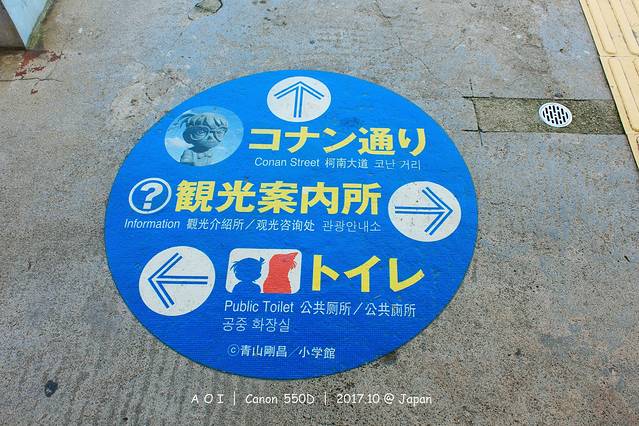 コナン通り
Conan Street 柯南大道 코난 거리
? 観光案内所
Information 觀光介紹所／观光咨询处 관광안내소
トイレ
Public Toilet 公共厕所／公共廁所
공중 화장실
©青山剛昌／小学館
A O I | Canon 550D | 2017.10 @ Japan